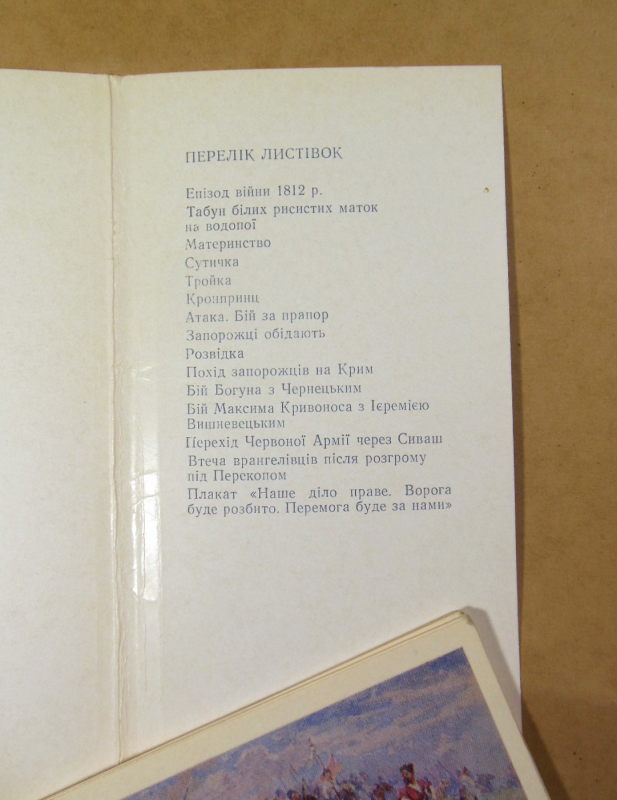 ПЕРЕЛІК ЛИСТІВОК
Епізод війни 1812 р.
Табун білих рисистих маток
на водопої
Материнство
Сутичка
Тройка
Кронпринц
Атака. Бій за прапор
Запорожці обідають
Розвідка
Похід запорожців на Крим
Бій Богуна з Чернецьким
Бій Максима Кривоноса з Ієремією
Вишневецьким
Перехід Червоної Армії через Сиваш
Втеча врангелівців після розгрому
під Перекопом
Плакат «Наше діло праве. Ворога
буде розбито. Перемога буде за нами»